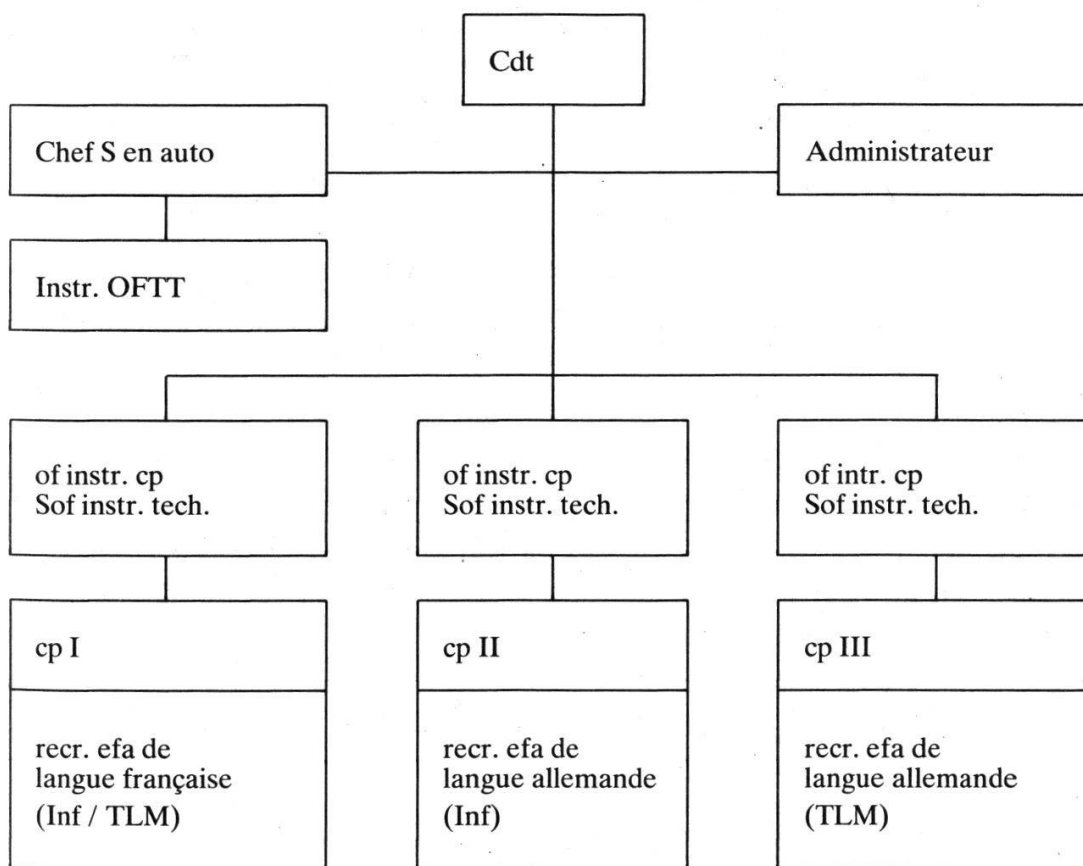 Cdt
Chef S en auto
Administrateur
Instr. OFTT
of instr. cp
Sof instr. tech.
of instr. cp
Sof instr. tech.
of intr. cp
Sof instr. tech.
cp I
cp II
cp III
recr. efa de
langue française
(Inf / TLM)
recr. efa de
langue allemande
(Inf)
recr. efa de
langue allemande
(TLM)